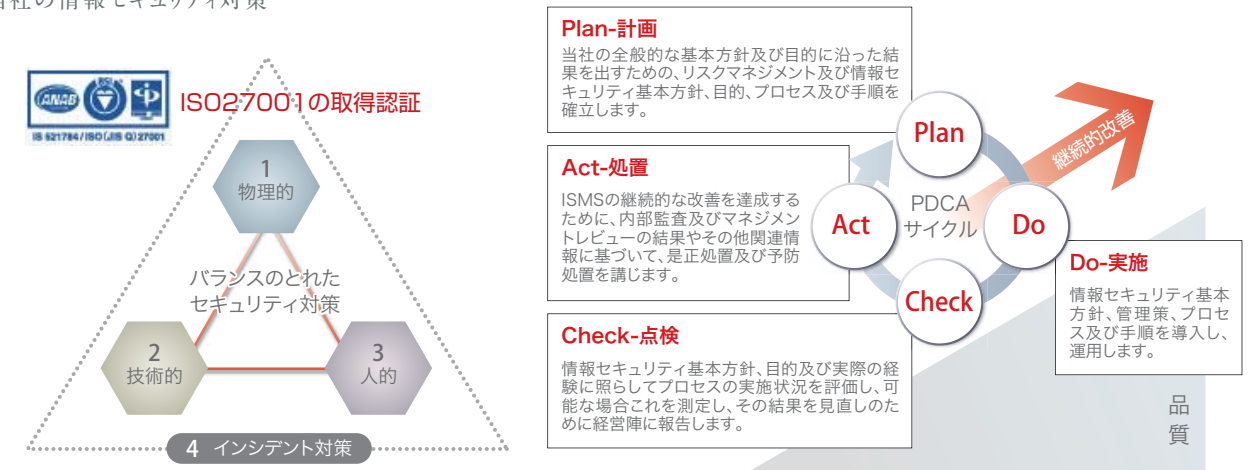 当社の情報セキュリティ対策
ANAB
IS 521784/ISO(JIS Q)27001
ISO27001の取得認証
1
物理的
バランスのとれた
セキュリティ対策
2
技術的
3
人的
4 インシデント対策
Plan-計画
当社の全般的な基本方針及び目的に沿った結
果を出すための、リスクマネジメント及び情報セ
キュリティ基本方針、目的、プロセス及び手順を
確立します。
Act-処置
ISMSの継続的な改善を達成する
ために、内部監査及びマネジメン
トレビューの結果やその他関連情
報に基づいて、是正処置及び予防
処置を講じます。
Check-点検
情報セキュリティ基本方針、目的及び実際の経
験に照らしてプロセスの実施状況を評価し、可
能な場合これを測定し、その結果を見直しのた
めに経営陣に報告します。
Plan
Act
PDCA
サイクル
Do
Check
継続的改善
Do-実施
情報セキュリティ基本
方針、管理策、プロセ
ス及び手順を導入し、
運用します。
品
質